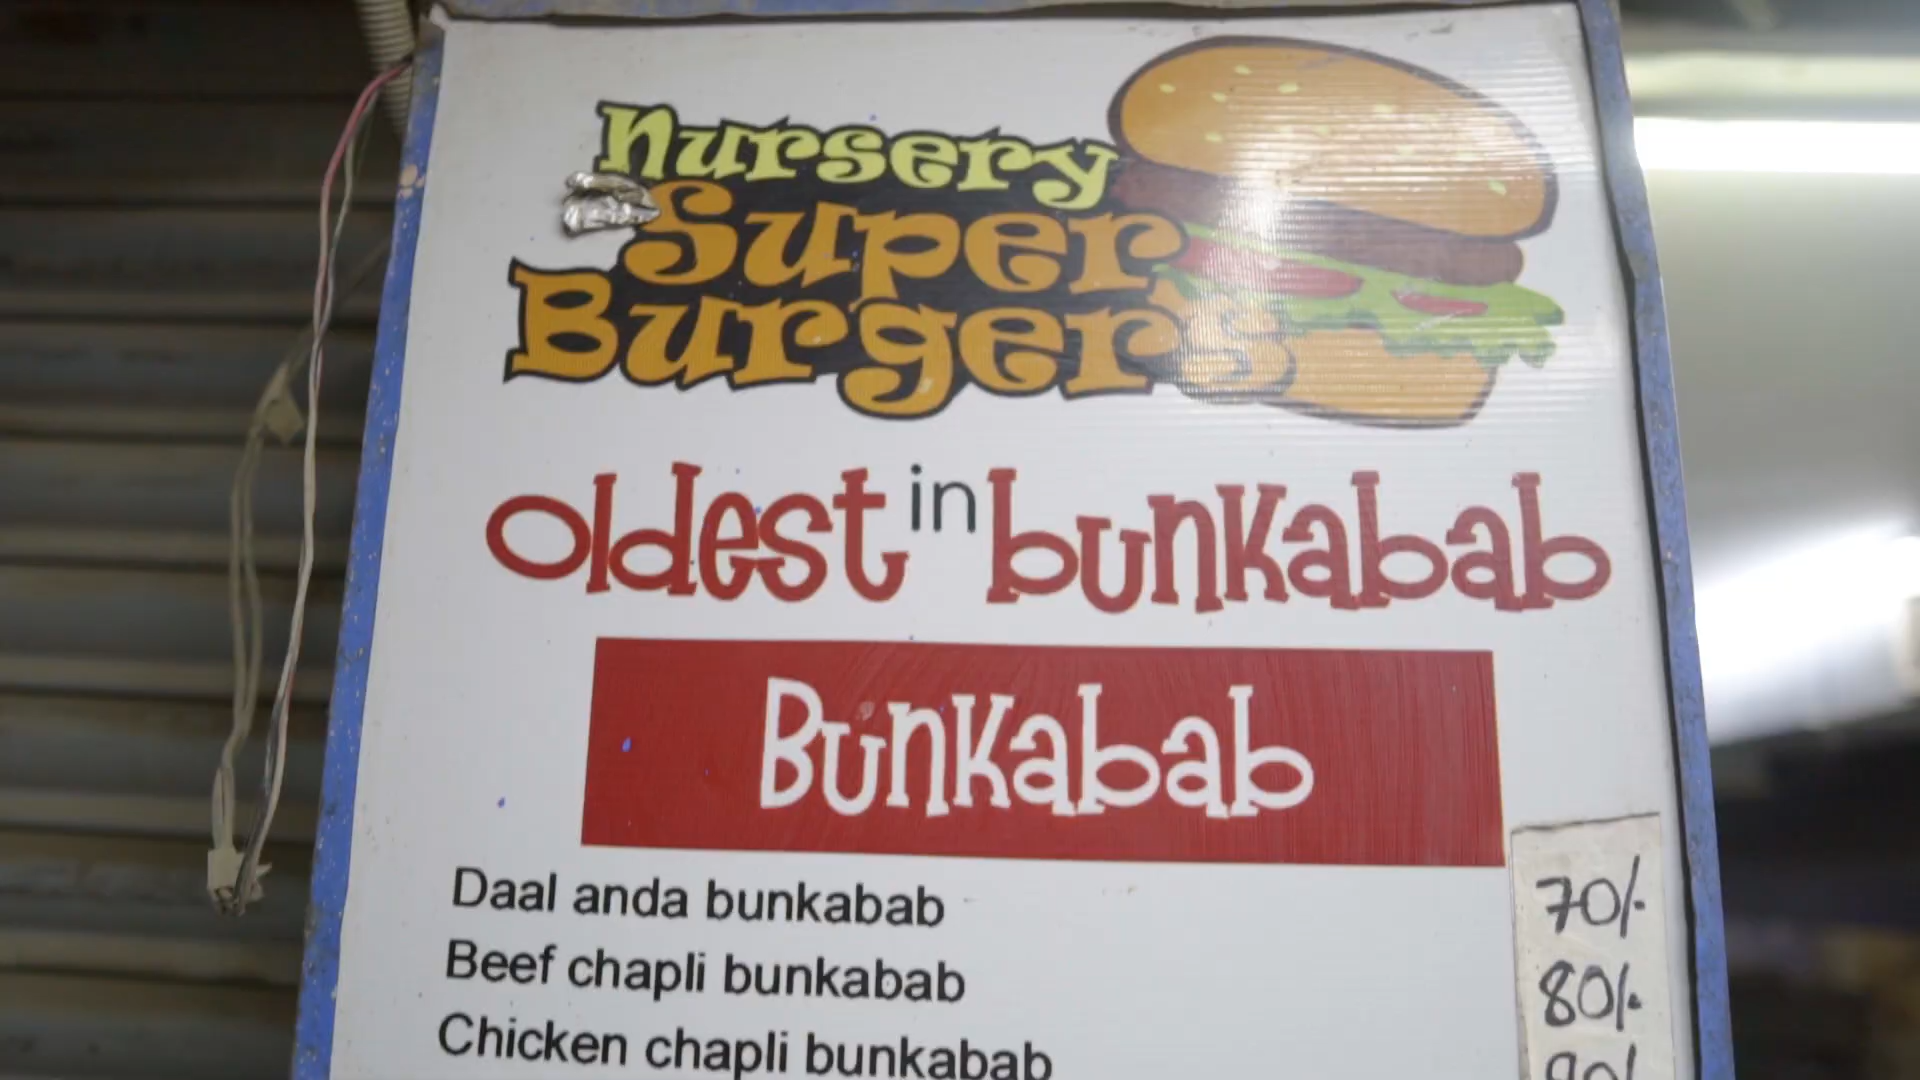 Nursery
Super
Burgers
oldest in bunkabab
Bunkabab
Daal anda bunkabab 70/-
Beef chapli bunkabab 80/-
Chicken chapli bunkabab